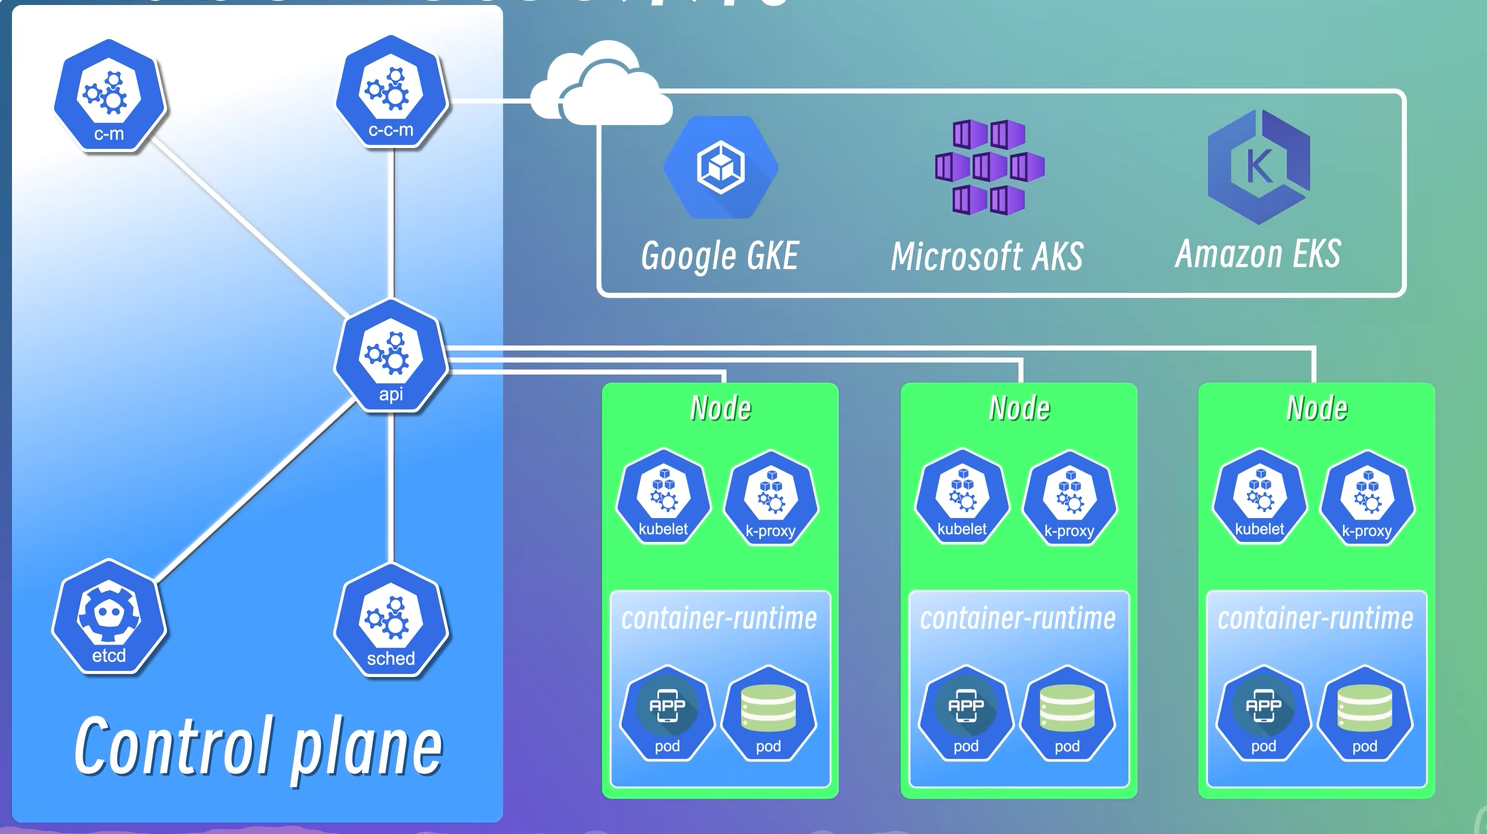 c-m
c-c-m
api
etcd
sched
Control plane
Google GKE
Microsoft AKS
K
Amazon EKS
Node
kubelet
k-proxy
container-runtime
APP
pod
pod
Node
kubelet
k-proxy
container-runtime
APP
pod
pod
Node
kubelet
k-proxy
container-runtime
APP
pod
pod